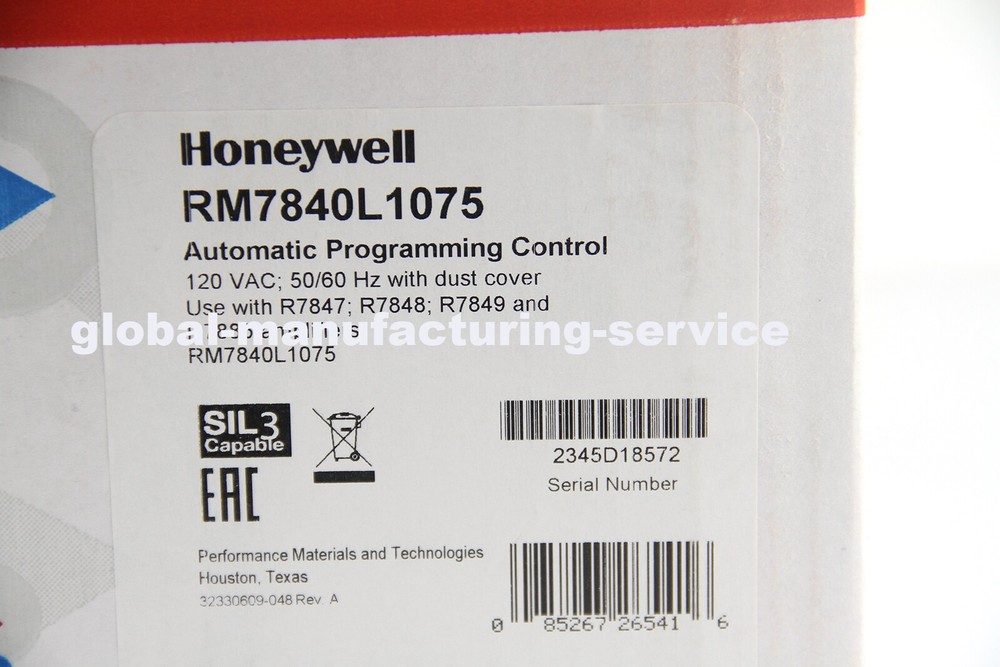 Honeywell
RM7840L1075
Automatic Programming Control
120 VAC; 50/60 Hz with dust cover
Use with R7847; R7848; R7849 and
global-manufacturing-service
RM7840L1075
SIL3
Capable
EAC
2345D18572
Serial Number
Performance Materials and Technologies
Houston, Texas
32330609-048 Rev. A
0 85267 26541 6